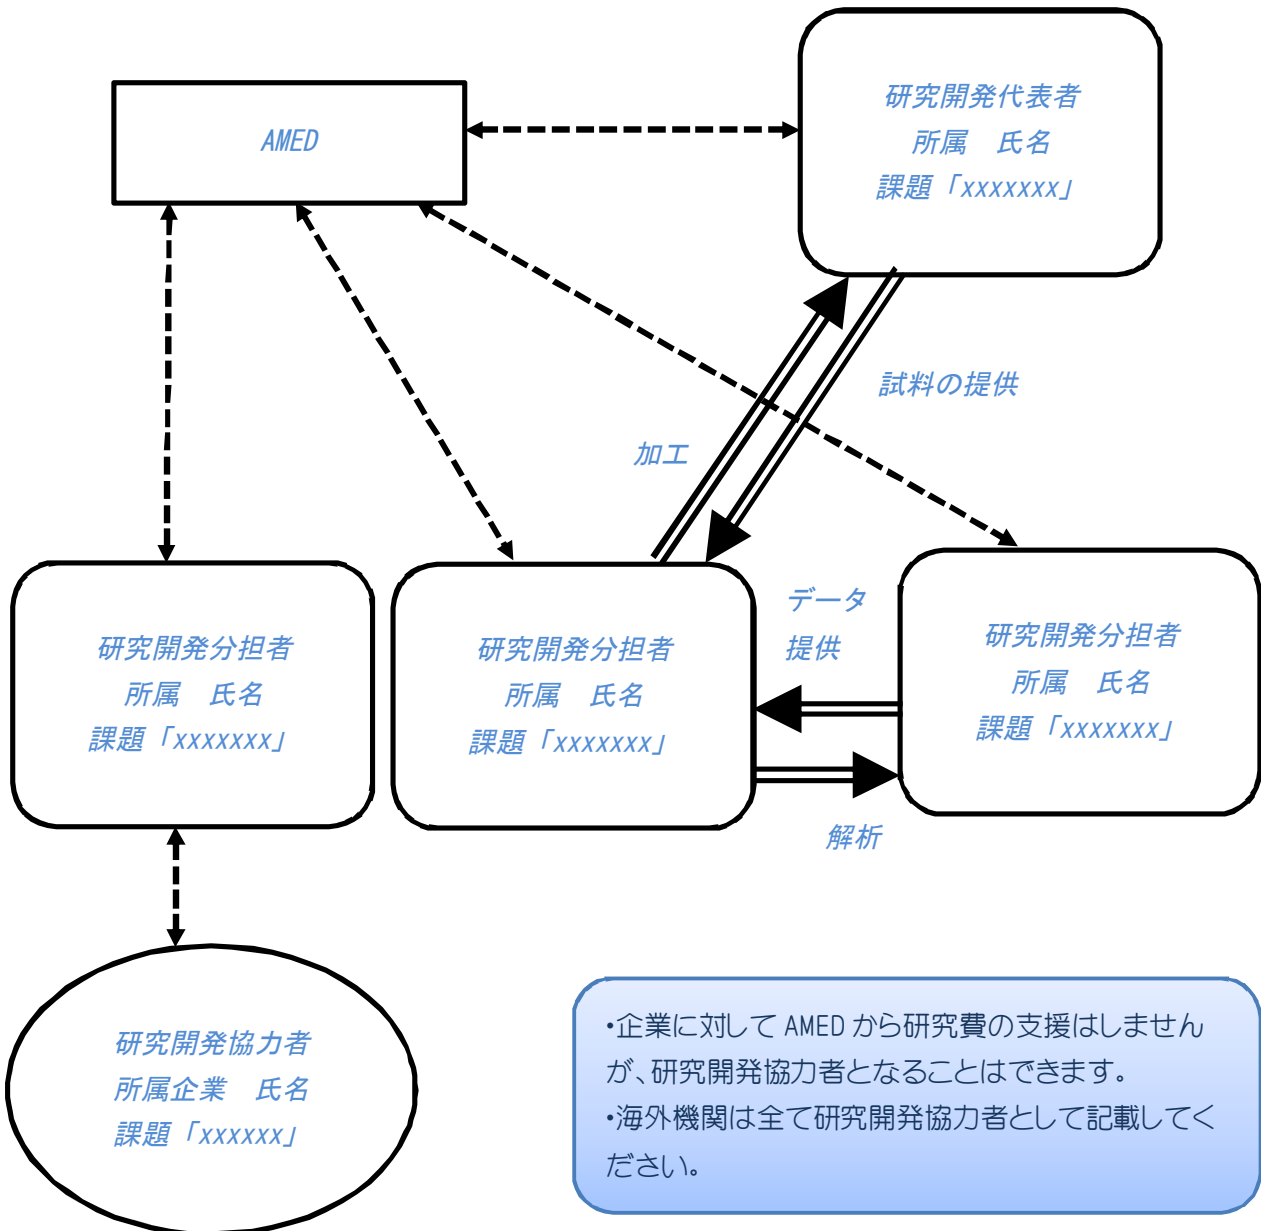 研究開発代表者
所属　氏名
課題「xxxxxxx」
AMED
試料の提供
加工
データ
提供
研究開発分担者
所属　氏名
課題「xxxxxxx」
研究開発分担者
所属　氏名
課題「xxxxxxx」
研究開発分担者
所属　氏名
課題「xxxxxxx」
解析
研究開発協力者
所属企業　氏名
課題「xxxxxx」
・企業に対して AMED から研究費の支援はしません
が、研究開発協力者となることはできます。
・海外機関は全て研究開発協力者として記載してく
ださい。